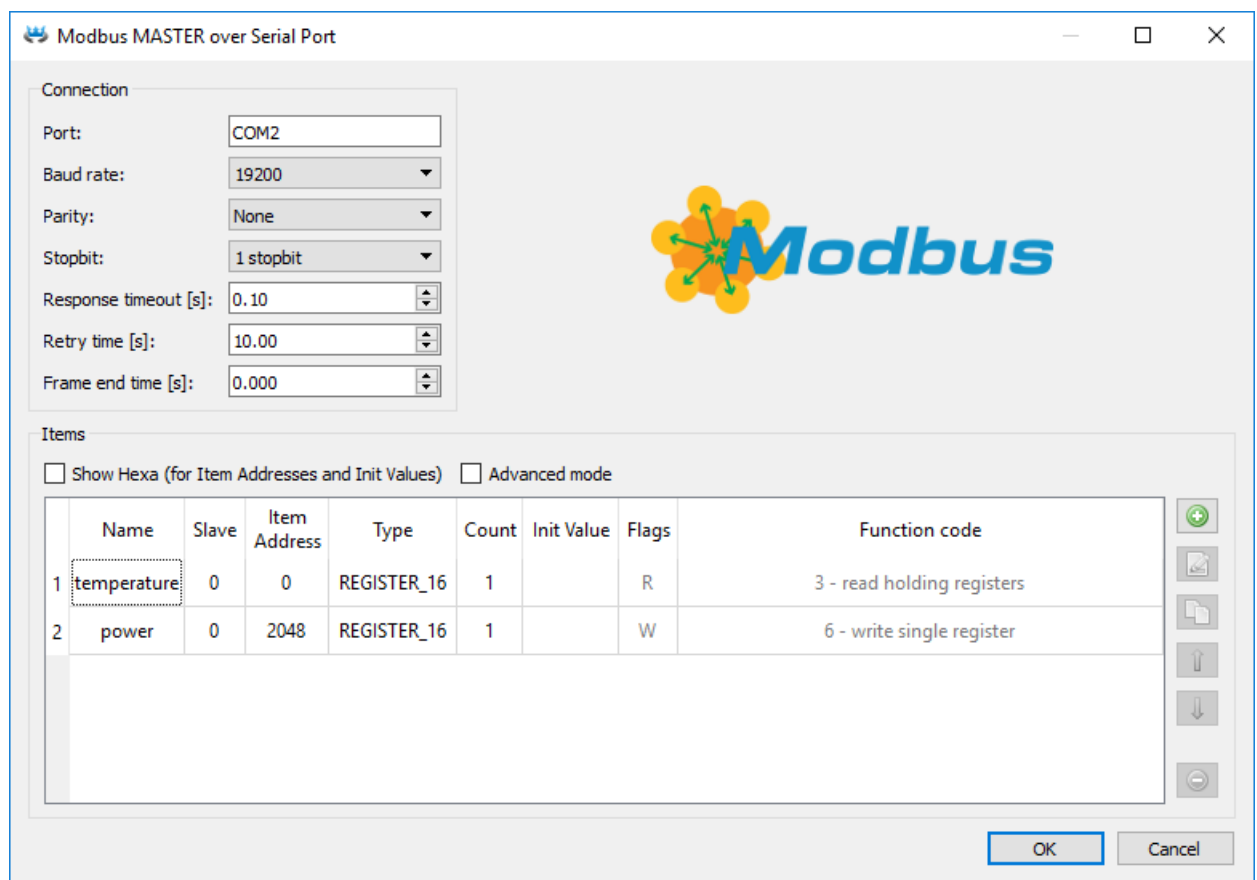 Modbus MASTER over Serial Port
Connection
Port: COM2
Baud rate: 19200
Parity: None
Stopbit: 1 stopbit
Response timeout [s]: 0.10
Retry time [s]: 10.00
Frame end time [s]: 0.000
Modbus
Items
Show Hexa (for Item Addresses and Init Values) Advanced mode
Name Slave Item Address Type Count Init Value Flags Function code
1 temperature 0 0 REGISTER_16 1 R 3 - read holding registers
2 power 0 2048 REGISTER_16 1 W 6 - write single register
OK Cancel